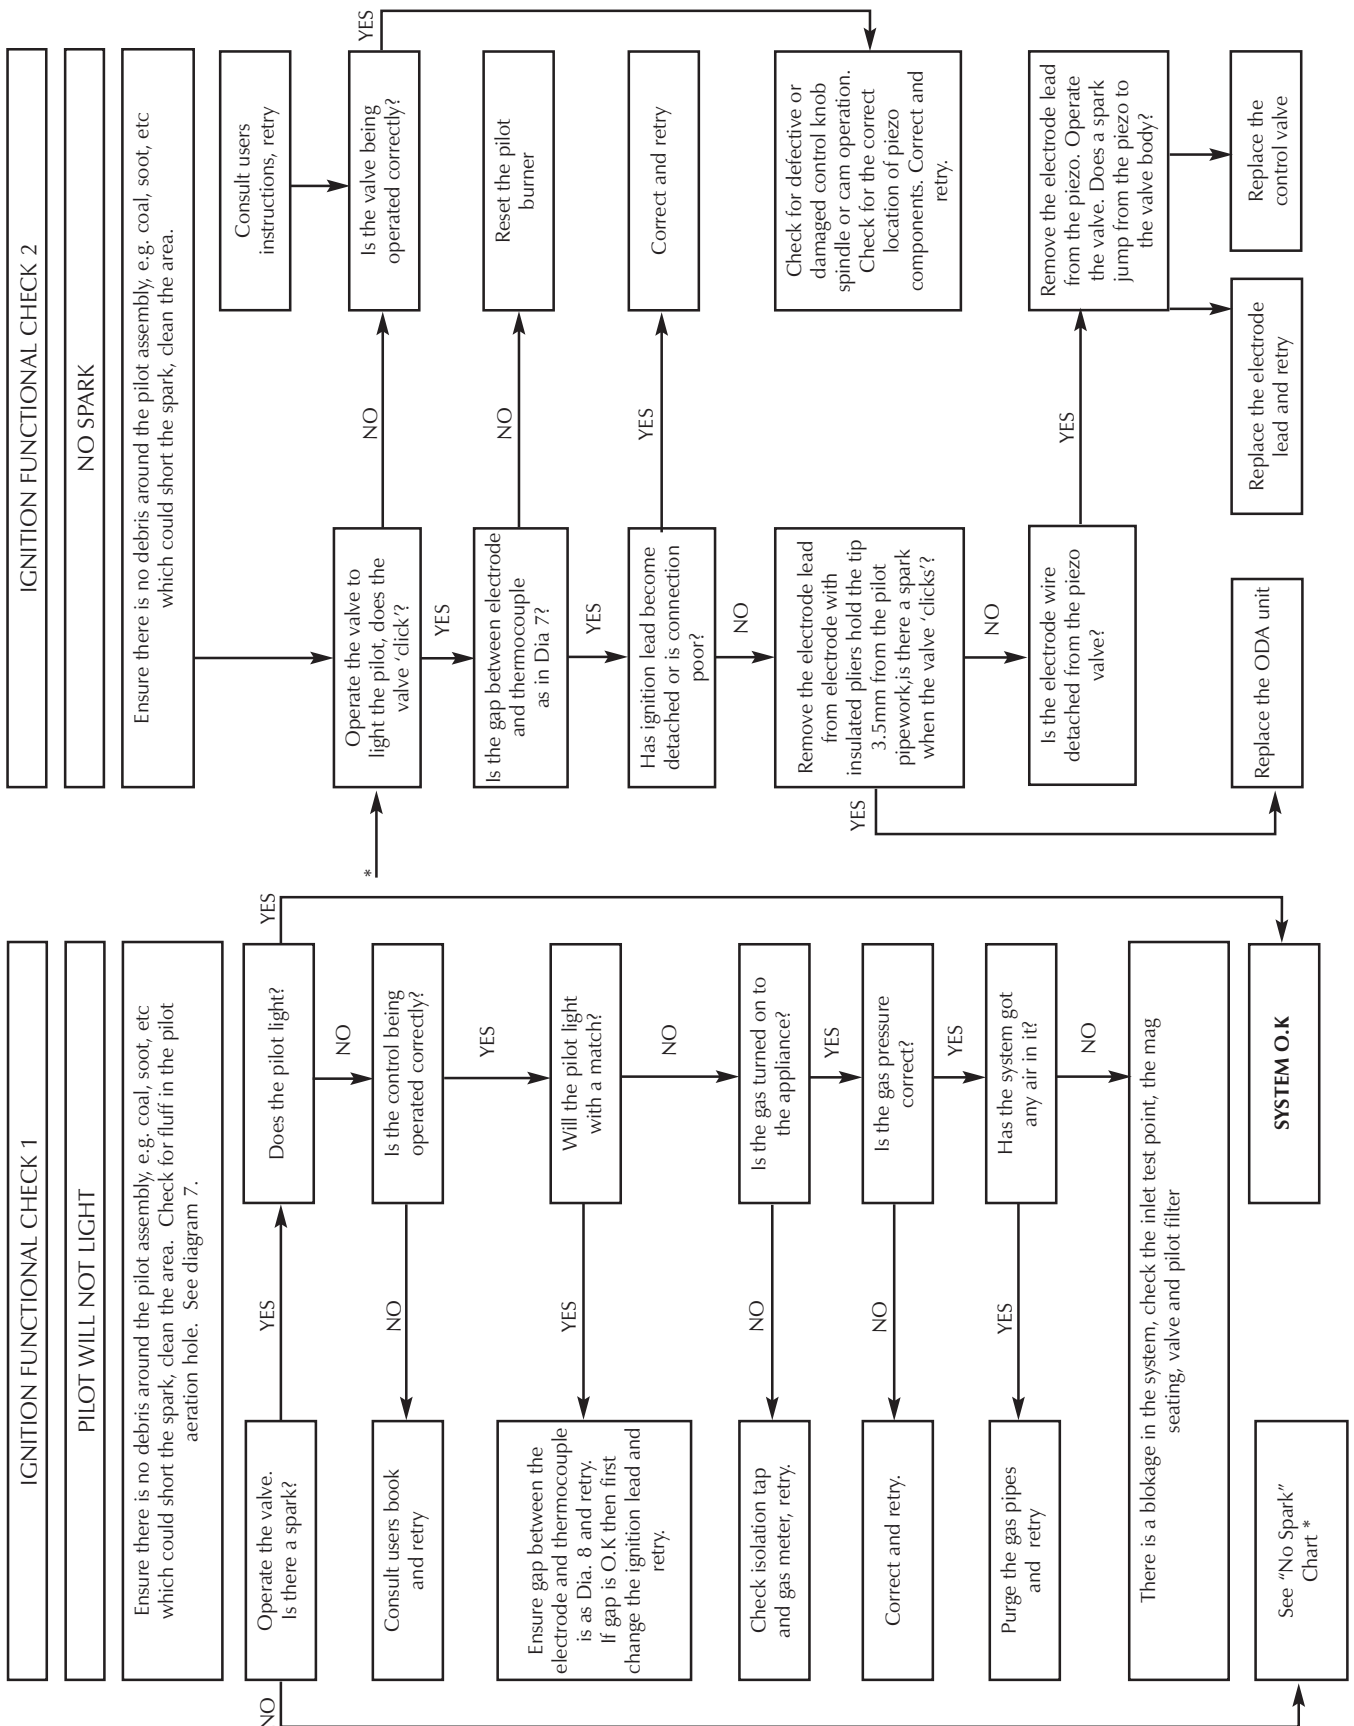 IGNITION FUNCTIONAL CHECK 1
PILOT WILL NOT LIGHT
Ensure there is no debris around the pilot assembly, e.g. coal, soot, etc
which could short the spark, clean the area. Check for fluff in the pilot
aeration hole. See diagram 7.
Operate the valve.
Is there a spark?
NO
YES
Does the pilot light?
YES
NO
Is the control being
operated correctly?
NO
Consult users book
and retry
YES
Will the pilot light
with a match?
YES
Ensure gap between the
electrode and thermocouple
is as Dia. 8 and retry.
If gap is O.K then first
change the ignition lead and
retry.
NO
Is the gas turned on to
the appliance?
NO
Check isolation tap
and gas meter, retry.
YES
Is the gas pressure
correct?
NO
Correct and retry.
YES
Has the system got
any air in it?
YES
Purge the gas pipes
and retry
NO
There is a blokage in the system, check the inlet test point, the mag
seating, valve and pilot filter
See "No Spark"
Chart *
SYSTEM O.K
IGNITION FUNCTIONAL CHECK 2
NO SPARK
Ensure there is no debris around the pilot assembly, e.g. coal, soot, etc
which could short the spark, clean the area.
*
Operate the valve to
light the pilot, does the
valve 'click'?
NO
Consult users
instructions, retry
Is the valve being
operated correctly?
YES
YES
Is the gap between electrode
and thermocouple
as in Dia 7?
NO
Reset the pilot
burner
YES
Has ignition lead become
detached or is connection
poor?
YES
Correct and retry
NO
Remove the electrode lead
from electrode with
insulated pliers hold the tip
3.5mm from the pilot
pipework,is there a spark
when the valve 'clicks'?
YES
Check for defective or
damaged control knob
spindle or cam operation.
Check for the correct
location of piezo
components. Correct and
retry.
NO
Is the electrode wire
detached from the piezo
valve?
YES
Remove the electrode lead
from the piezo. Operate
the valve. Does a spark
jump from the piezo to
the valve body?
Replace the ODA unit
Replace the electrode
lead and retry
Replace the
control valve